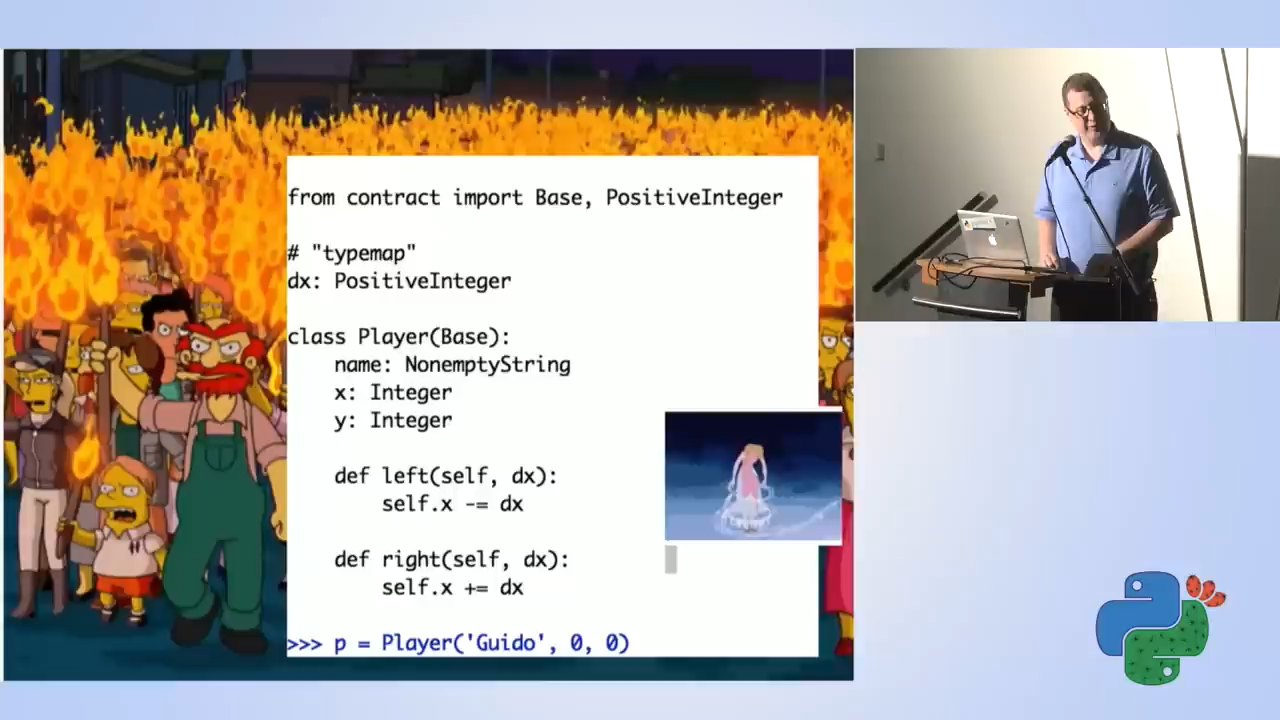 from contract import Base, PositiveInteger
# "typemap"
dx: PositiveInteger
class Player(Base):
    name: NonemptyString
    x: Integer
    y: Integer
    def left(self, dx):
        self.x -= dx
    def right(self, dx):
        self.x += dx
>>> p = Player('Guido', 0, 0)